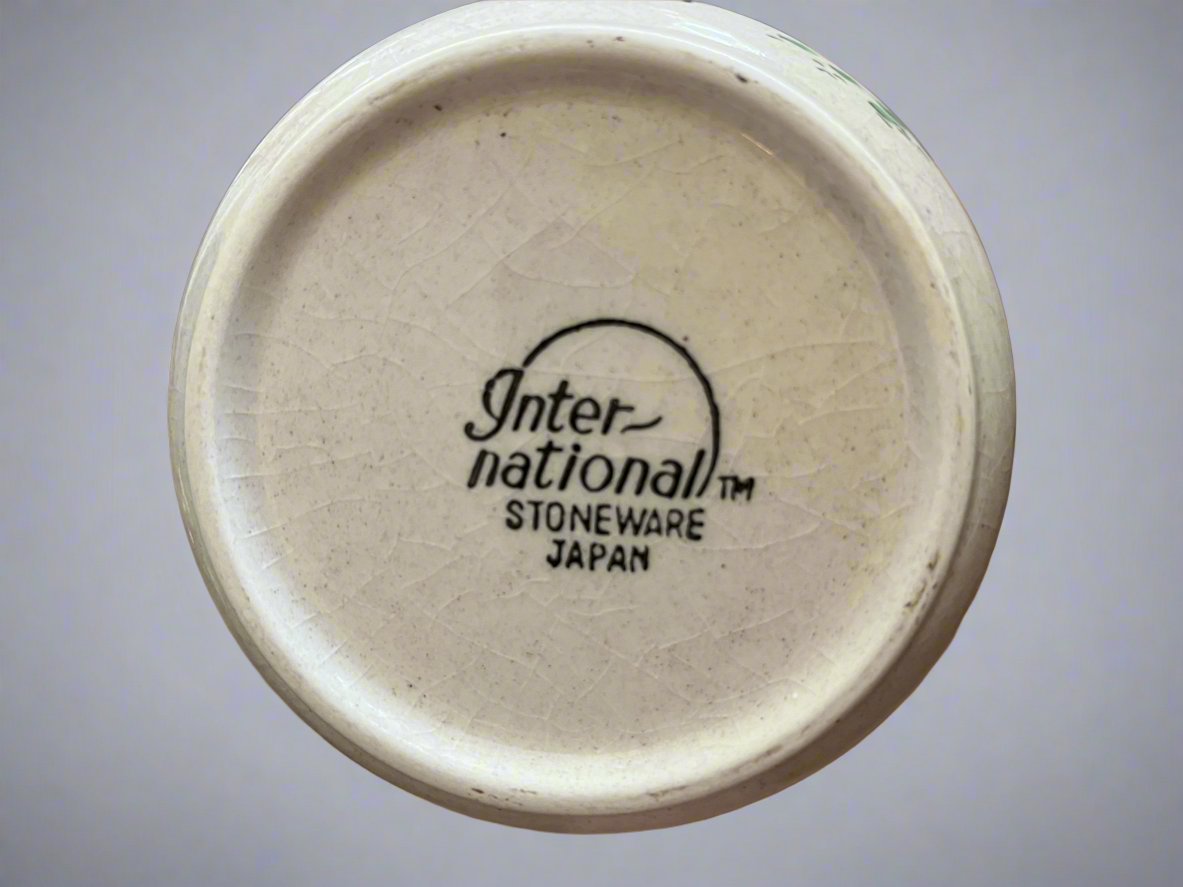 Inter-
national TM
STONEWARE
JAPAN